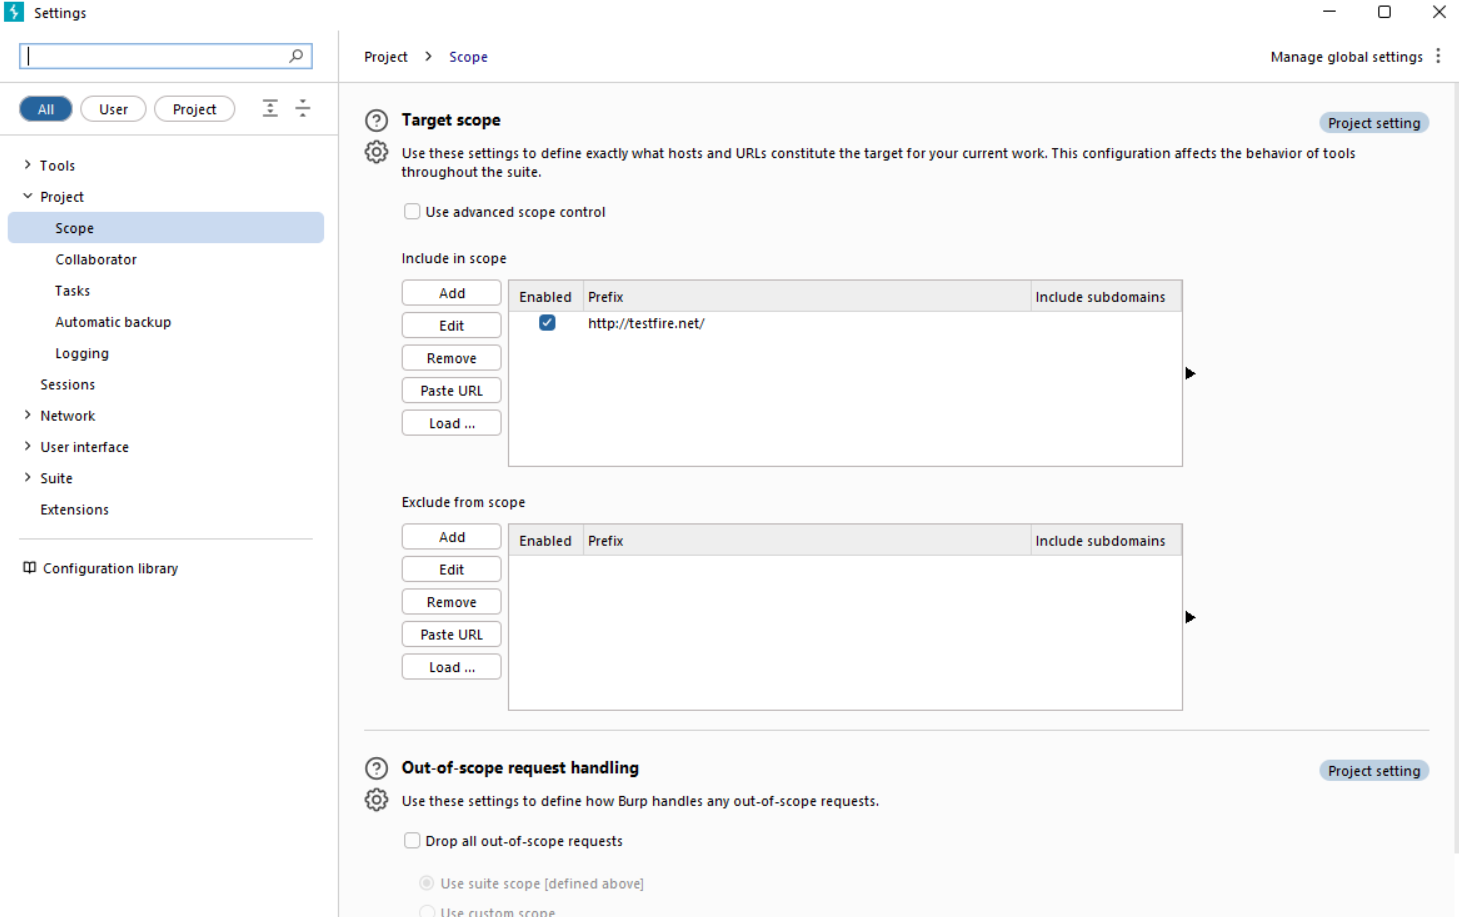 Settings
All
User
Project
Tools
Project
Scope
Collaborator
Tasks
Automatic backup
Logging
Sessions
Network
User interface
Suite
Extensions
Configuration library
Project > Scope
Manage global settings
Target scope
Project setting
Use these settings to define exactly what hosts and URLs constitute the target for your current work. This configuration affects the behavior of tools
throughout the suite.
Use advanced scope control
Include in scope
Add
Edit
Remove
Paste URL
Load ...
Enabled Prefix Include subdomains
http://testfire.net/
Exclude from scope
Add
Edit
Remove
Paste URL
Load ...
Enabled Prefix Include subdomains
Out-of-scope request handling
Project setting
Use these settings to define how Burp handles any out-of-scope requests.
Drop all out-of-scope requests
Use suite scope [defined above]
Use custom scope